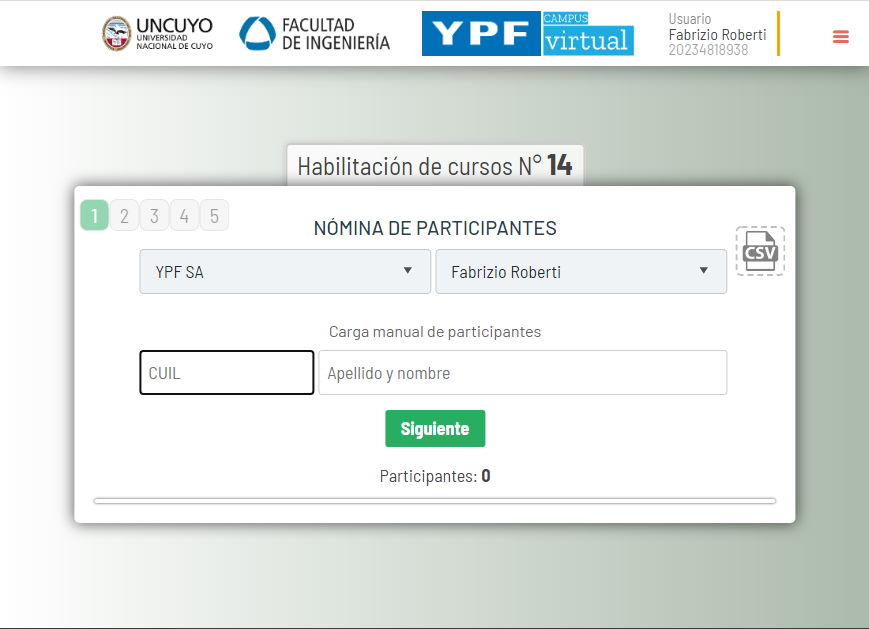 UNCUYO
UNIVERSIDAD
NACIONAL DE CUYO
FACULTAD
DE INGENIERÍA
YPF
CAMPUS
virtual
Usuario
Fabrizio Roberti
20234818938
Habilitación de cursos N° 14
1 2 3 4 5
NÓMINA DE PARTICIPANTES
CSV
YPF SA
Fabrizio Roberti
Carga manual de participantes
CUIL
Apellido y nombre
Siguiente
Participantes: 0